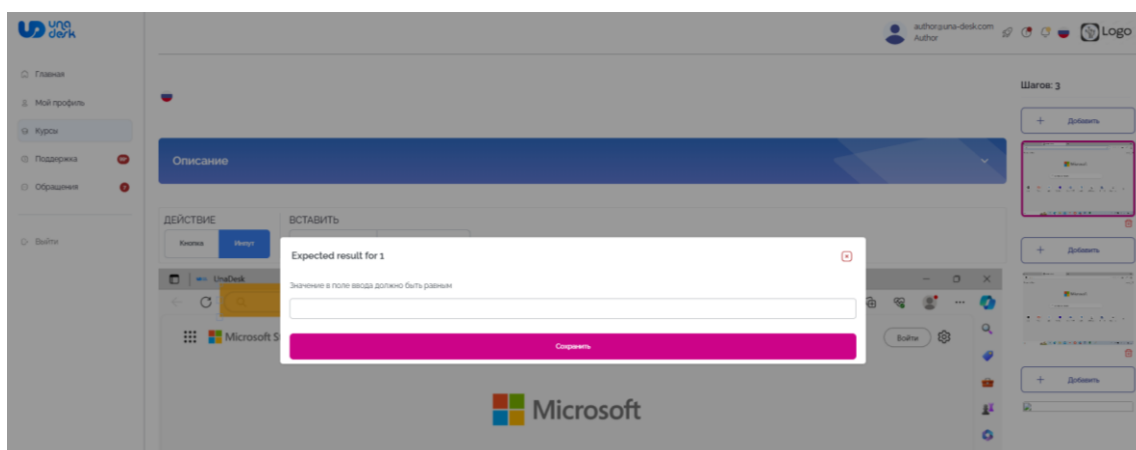 una desk
author@una-desk.com
Author
Logo
Главная
Мой профиль
Курсы
Поддержка
Обращения
Выйти
Шагов: 3
+ Добавить
Описание
ДЕЙСТВИЕ
ВСТАВИТЬ
Кнопка
Инпут
Expected result for 1
Значение в поле ввода должно быть равным
Сохранить
UnaDesk
Microsoft S
Войти
Microsoft
+ Добавить
+ Добавить